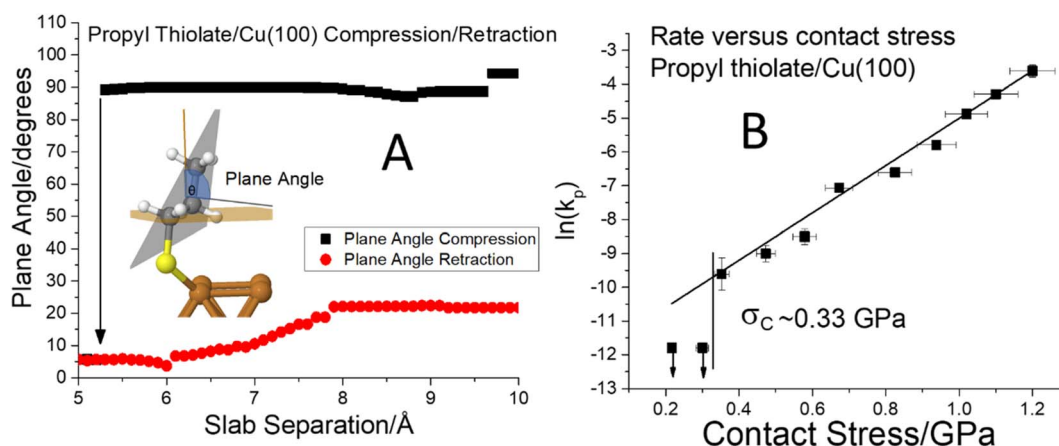 Propyl Thiolate/Cu(100) Compression/Retraction
A
Plane Angle
θ
Plane Angle Compression
Plane Angle Retraction
Plane Angle/degrees
110
100
90
80
70
60
50
40
30
20
10
0
5
6
7
8
9
10
Slab Separation/Å
Rate versus contact stress
Propyl thiolate/Cu(100)
B
σC ~0.33 GPa
ln(kp)
-3
-4
-5
-6
-7
-8
-9
-10
-11
-12
-13
0.2
0.4
0.6
0.8
1.0
1.2
Contact Stress/GPa